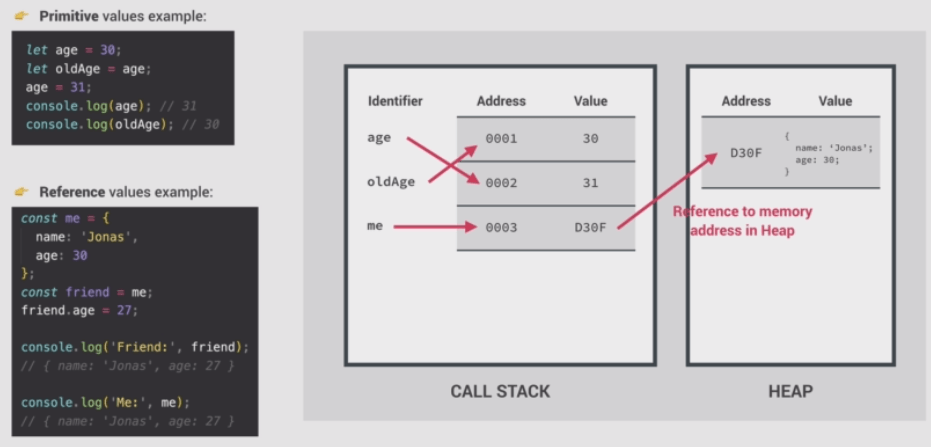 👉 Primitive values example:
let age = 30;
let oldAge = age;
age = 31;
console.log(age); // 31
console.log(oldAge); // 30
👉 Reference values example:
const me = {
name: 'Jonas',
age: 30
};
const friend = me;
friend.age = 27;
console.log('Friend:', friend);
// { name: 'Jonas', age: 27 }
console.log('Me:', me);
// { name: 'Jonas', age: 27 }
Identifier Address Value
age 0001 30
oldAge 0002 31
me 0003 D30F
CALL STACK
Address Value
D30F
{
name: 'Jonas';
age: 30;
}
Reference to memory
address in Heap
HEAP